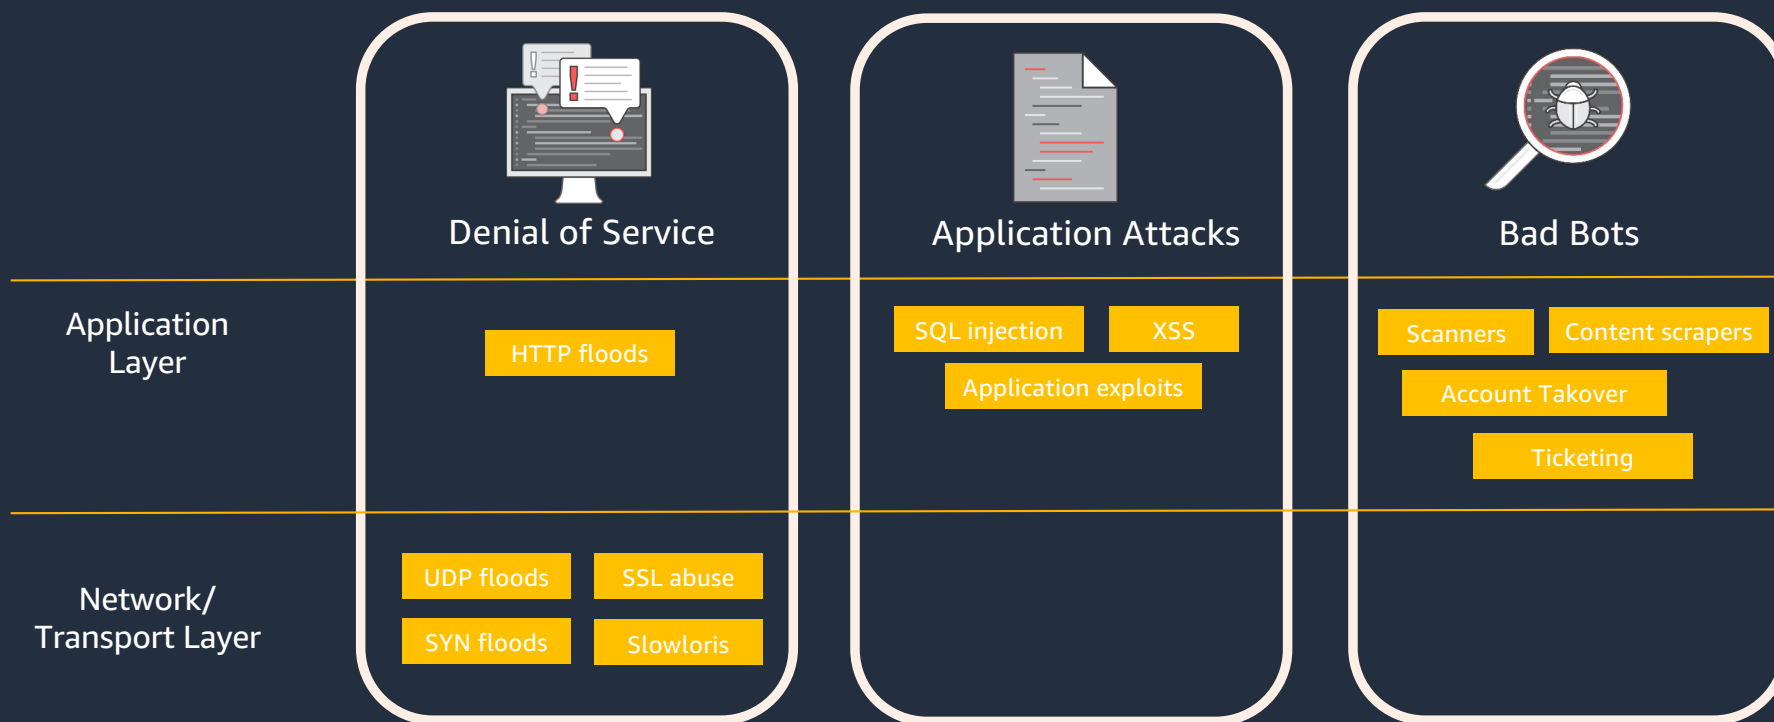 Denial of Service
Application Attacks
Bad Bots
Application
Layer
HTTP floods
SQL injection
XSS
Application exploits
Scanners
Content scrapers
Account Takover
Ticketing
Network/
Transport Layer
UDP floods
SSL abuse
SYN floods
Slowloris